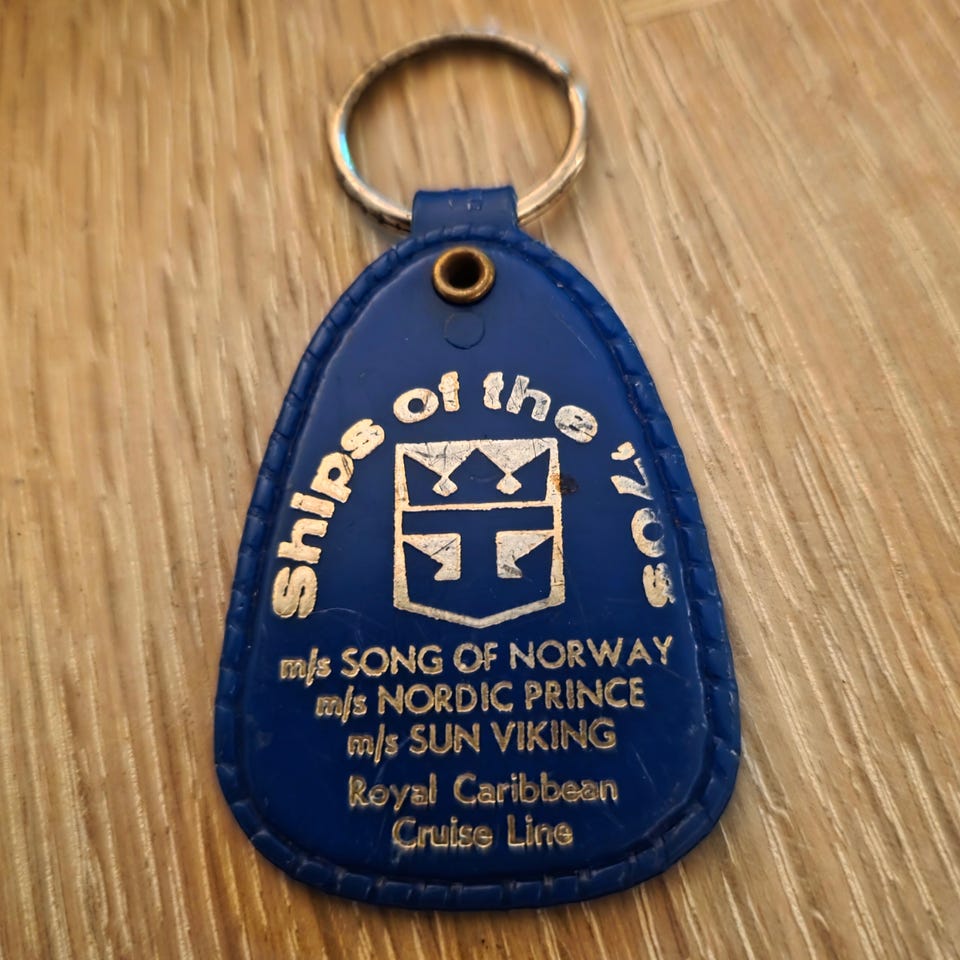 Ships of the '70s
m/s SONG OF NORWAY
m/s NORDIC PRINCE
m/s SUN VIKING
Royal Caribbean
Cruise Line